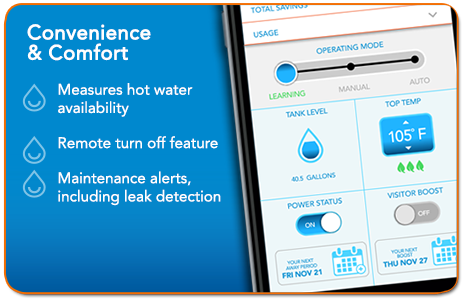 Convenience
& Comfort
Measures hot water
availability
Remote turn off feature
Maintenance alerts,
including leak detection
TOTAL SAVINGS
USAGE
OPERATING MODE
LEARNING
MANUAL
AUTO
TANK LEVEL
40.5 GALLONS
TOP TEMP
105° F
POWER STATUS
ON
VISITOR BOOST
OFF
YOUR NEXT
AWAY PERIOD
FRI NOV 21
YOUR NEXT
BOOST
THU NOV 27